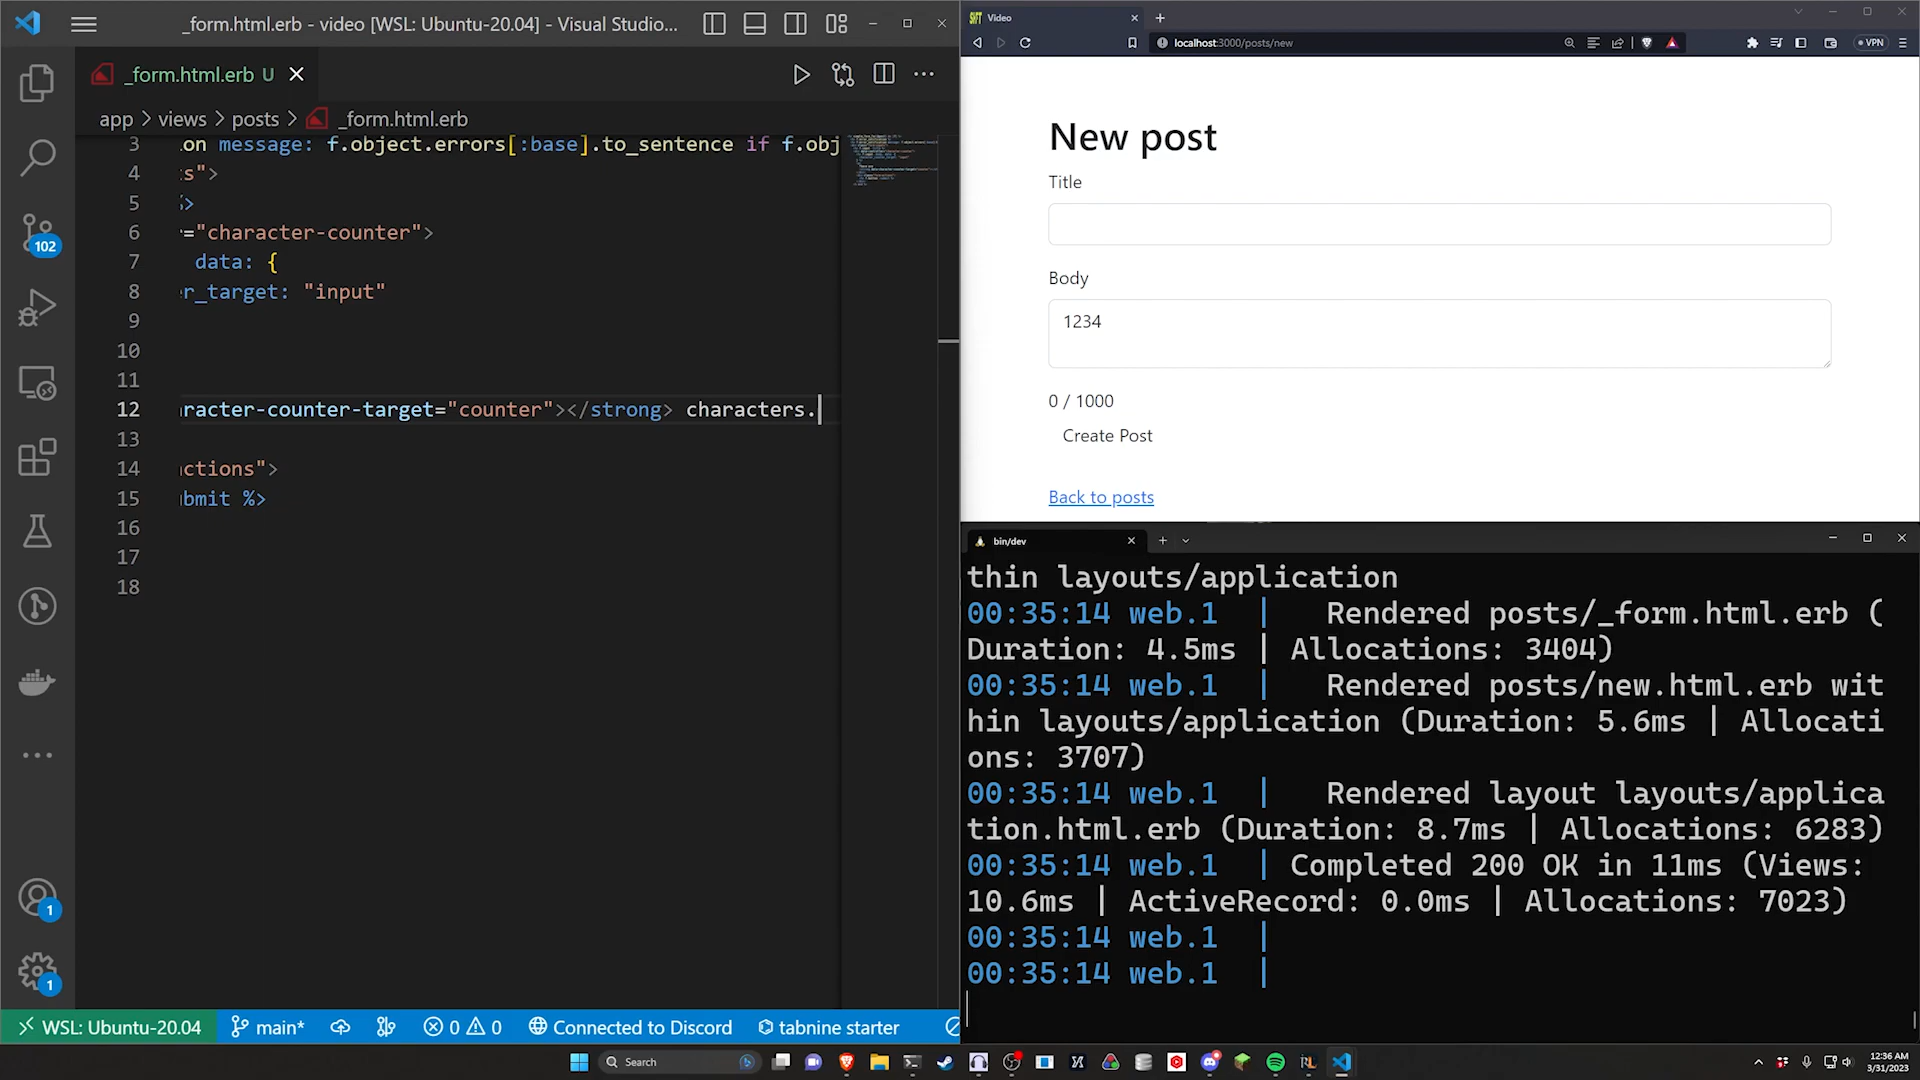 _form.html.erb - video [WSL: Ubuntu-20.04] - Visual Studio...
_form.html.erb U
app > views > posts > _form.html.erb
3 on message: f.object.errors[:base].to_sentence if f.obj
4 s">
5 %>
6 ="character-counter">
7 data: {
8 r_target: "input"
9
10
11
12 racter-counter-target="counter"></strong> characters.
13
14 ctions">
15 bmit %>
16
17
18
102
1
1
WSL: Ubuntu-20.04 main* 0 0 Connected to Discord tabnine starter
Video
localhost:3000/posts/new
VPN
New post
Title
Body
1234
0 / 1000
Create Post
Back to posts
bin/dev
thin layouts/application
00:35:14 web.1 | Rendered posts/_form.html.erb (
Duration: 4.5ms | Allocations: 3404)
00:35:14 web.1 | Rendered posts/new.html.erb wit
hin layouts/application (Duration: 5.6ms | Allocati
ons: 3707)
00:35:14 web.1 | Rendered layout layouts/applica
tion.html.erb (Duration: 8.7ms | Allocations: 6283)
00:35:14 web.1 | Completed 200 OK in 11ms (Views:
10.6ms | ActiveRecord: 0.0ms | Allocations: 7023)
00:35:14 web.1 |
00:35:14 web.1 |
Search
12:36 AM
3/31/2023